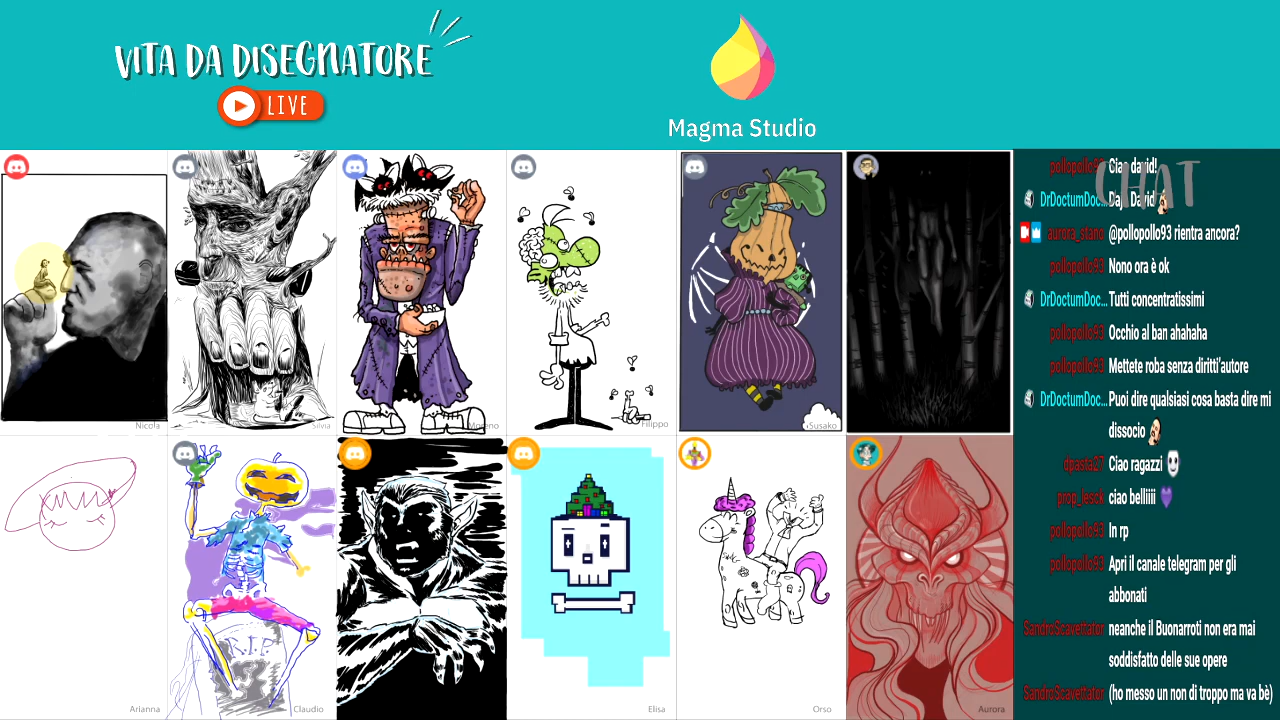 VITA DA DISEGNATORE
LIVE
Magma Studio
CHAT
pollopollo93 Ciao david!
DrDoctumDoc... Daje David
aurora_stano @pollopollo93 rientra ancora?
pollopollo93 Nono ora è ok
DrDoctumDoc... Tutti concentratissimi
pollopollo93 Occhio al ban ahahaha
pollopollo93 Mettete roba senza diritti'autore
DrDoctumDoc... Puoi dire qualsiasi cosa basta dire mi
dissocio
dpasta27 Ciao ragazzi
prop_lesck ciao belliiii
pollopollo93 In rp
pollopollo93 Apri il canale telegram per gli
abbonati
SandroScavettator neanche il Buonarroti non era mai
soddisfatto delle sue opere
SandroScavettator (ho messo un non di troppo ma va bè)
Nicola
Silvia
Moreno
Filippo
Susako
R.I.P.
Arianna
Claudio
Elisa
Orso
Aurora